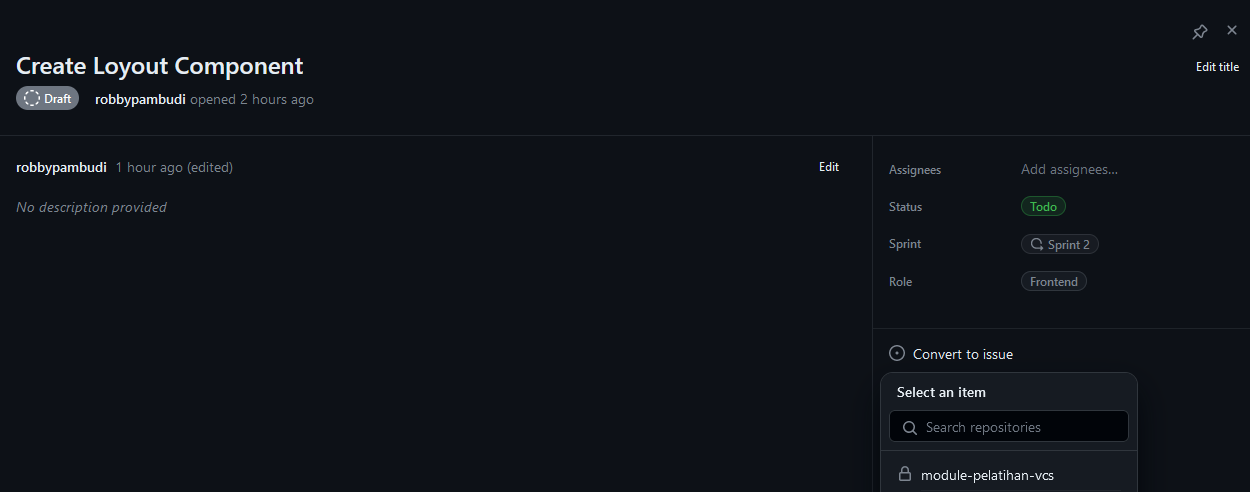 Create Loyout Component
Edit title
Draft robbypambudi opened 2 hours ago
robbypambudi 1 hour ago (edited)
Edit
No description provided
Assignees Add assignees...
Status Todo
Sprint Sprint 2
Role Frontend
Convert to issue
Select an item
Search repositories
module-pelatihan-vcs